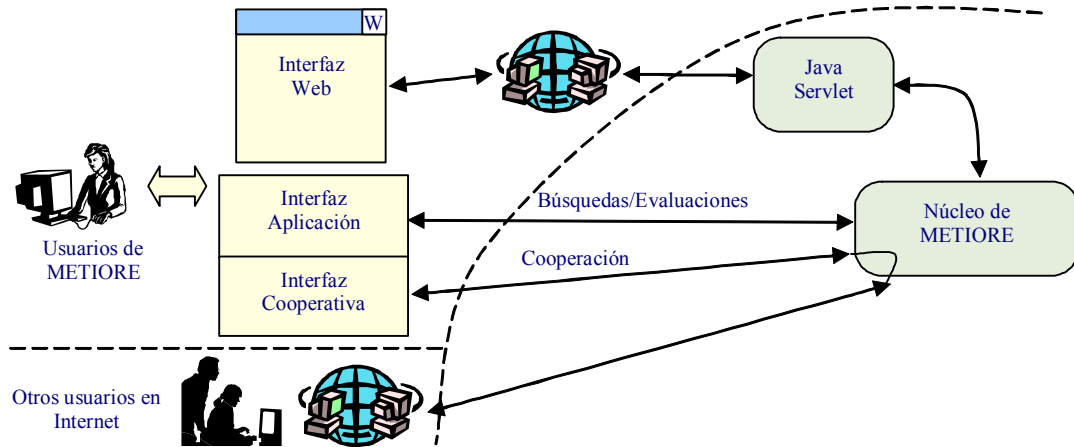 W
Interfaz
Web
Java
Servlet
Interfaz
Aplicación
Búsquedas/Evaluaciones
Núcleo de
METIORE
Usuarios de
METIORE
Cooperación
Interfaz
Cooperativa
Otros usuarios en
Internet